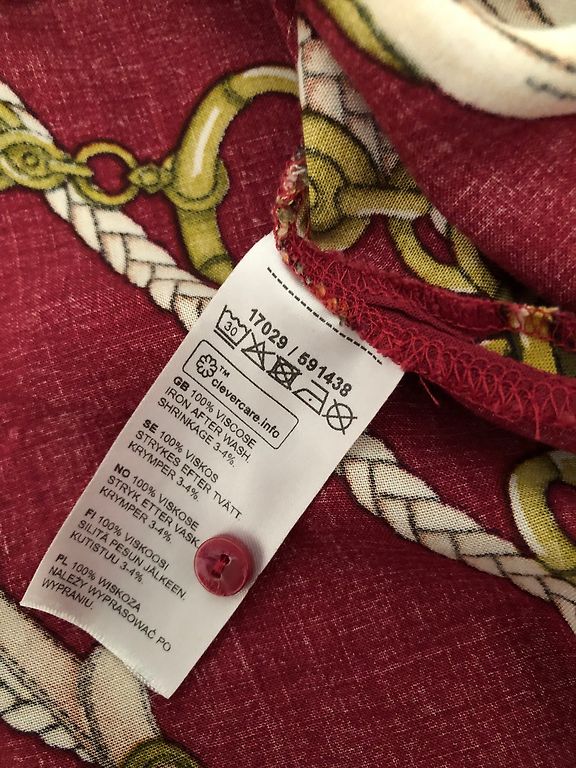 17029 / 591438
30
™
clevercare.info
GB 100% VISCOSE
IRON AFTER WASH.
SHRINKAGE 3-4%.
SE 100% VISKOS
STRYKES EFTER TVÄTT.
KRYMPER 3-4%.
NO 100% VISKOSE
STRYK ETTER VASK.
KRYMPER 3-4%.
FI 100% VISKOOSI
SILITÄ PESUN JÄLKEEN.
KUTISTUU 3-4%.
PL 100% WISKOZA
NALEŻY WYPRASOWAĆ PO
WYPRANIU.